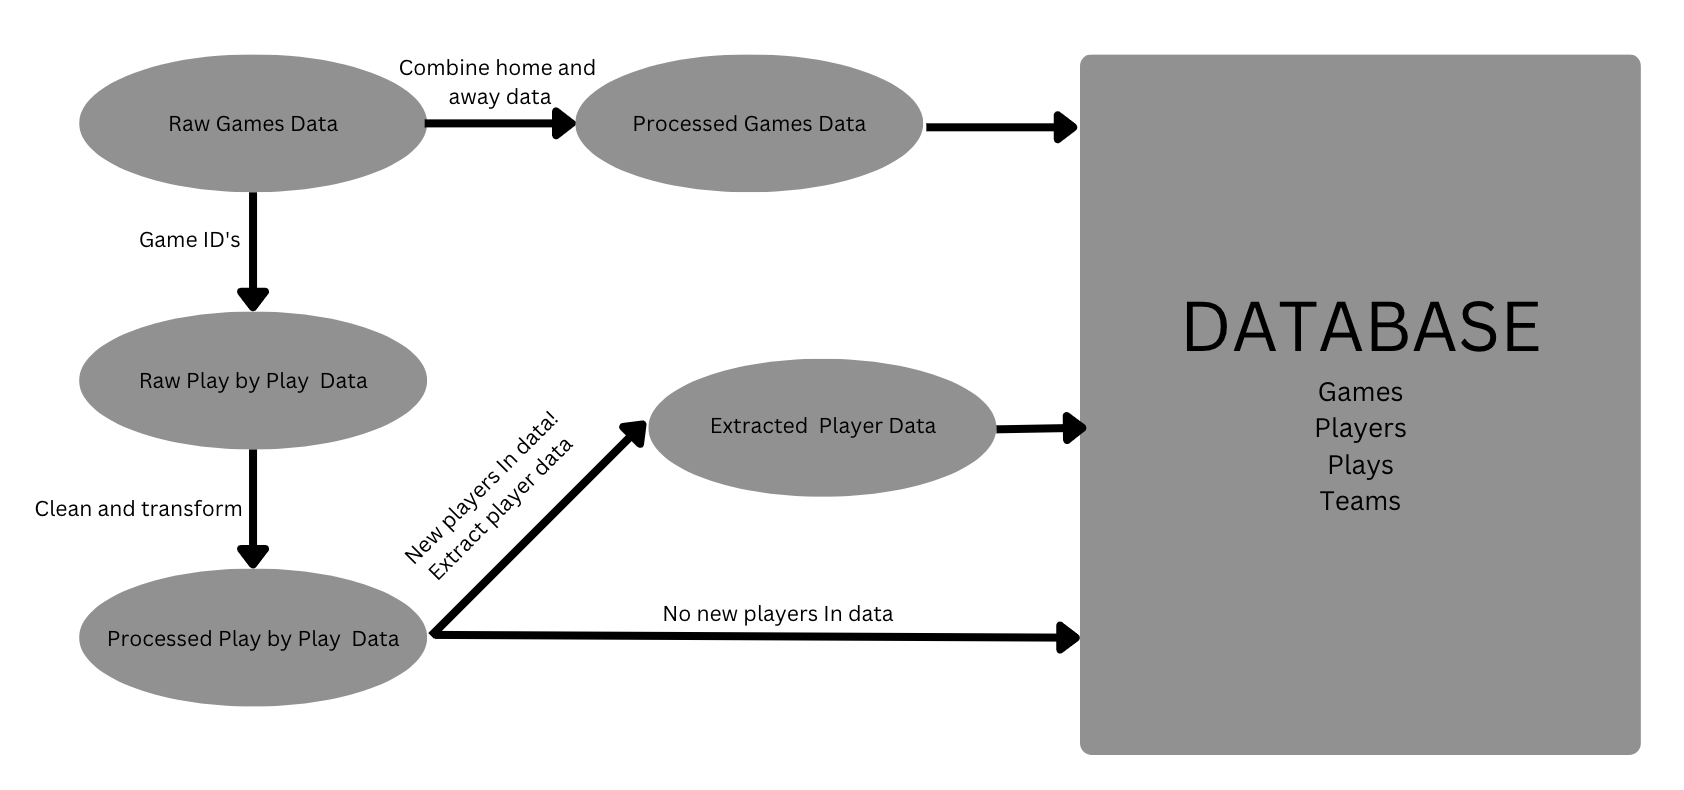 Combine home and
away data
Raw Games Data
Processed Games Data
Game ID's
DATABASE
Games
Players
Plays
Teams
Raw Play by Play  Data
New players In data!
Extract player data
Extracted  Player Data
Clean and transform
No new players In data
Processed Play by Play  Data